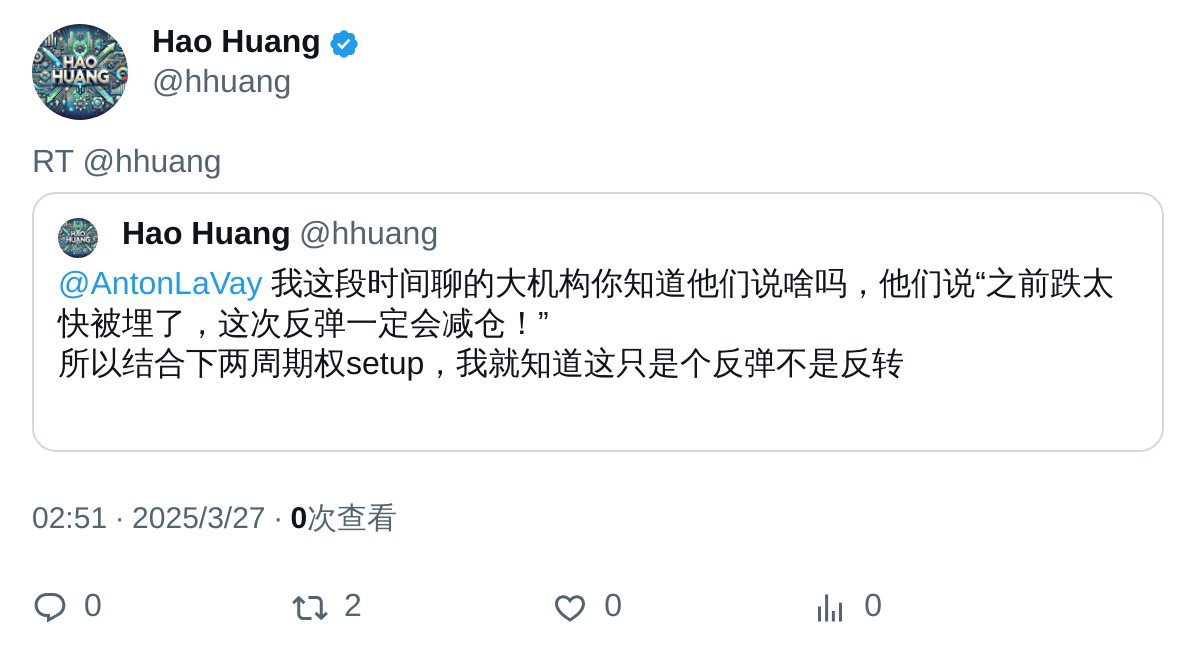 HAO
HUANG
Hao Huang
@hhuang
RT @hhuang
HAO
HUANG
Hao Huang @hhuang
@AntonLaVay 我这段时间聊的大机构你知道他们说啥吗，他们说“之前跌太
快被埋了，这次反弹一定会减仓！”
所以结合下两周期权setup，我就知道这只是个反弹不是反转
02:51 · 2025/3/27 · 0次查看
0 2 0 0